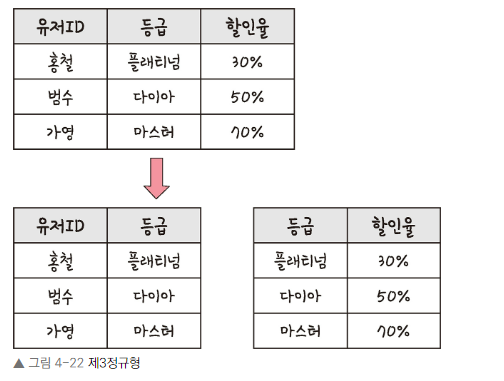 유저ID 등급 할인율
홍철 플래티넘 30%
범수 다이아 50%
가영 마스터 70%
유저ID 등급
홍철 플래티넘
범수 다이아
가영 마스터
등급 할인율
플래티넘 30%
다이아 50%
마스터 70%
▲ 그림 4-22 제3정규형